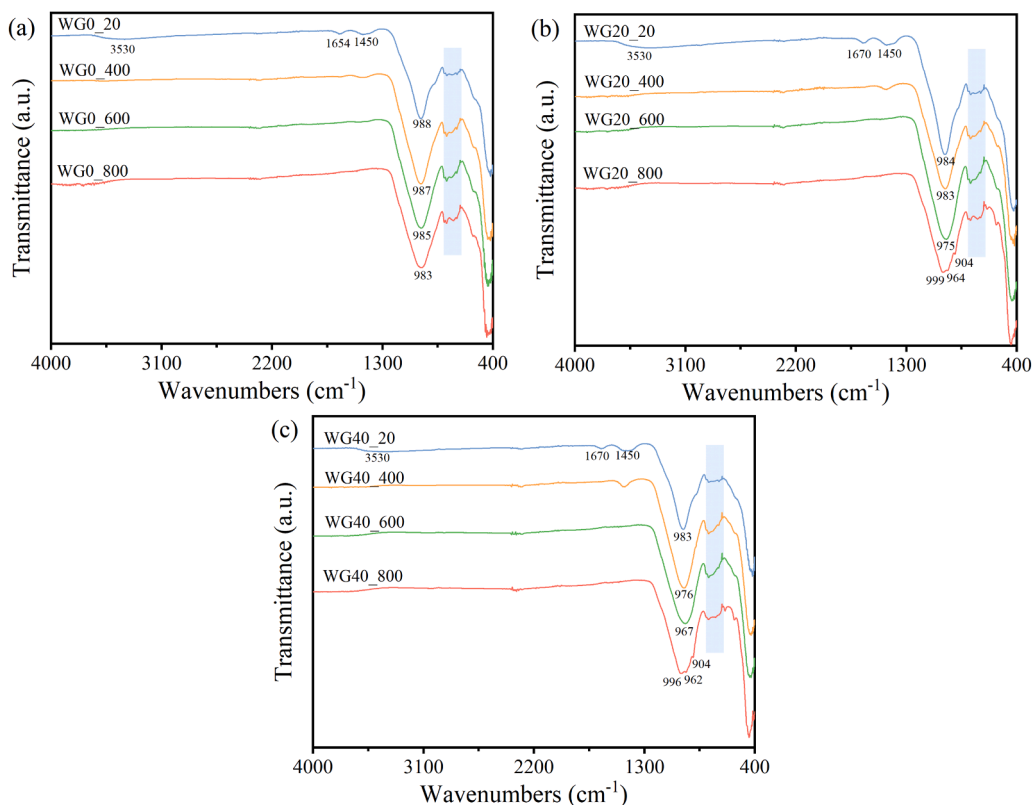 (a)
WG0_20
3530
1654 1450
WG0_400
WG0_600
988
WG0_800
987
985
983
Transmittance (a.u.)
4000 3100 2200 1300 400
Wavenumbers (cm⁻¹)
(b)
WG20_20
3530
1670 1450
WG20_400
WG20_600
984
WG20_800
983
975
904
999 964
Transmittance (a.u.)
4000 3100 2200 1300 400
Wavenumbers (cm⁻¹)
(c)
WG40_20
3530
1670 1450
WG40_400
WG40_600
983
WG40_800
976
967
904
996 962
Transmittance (a.u.)
4000 3100 2200 1300 400
Wavenumbers (cm⁻¹)